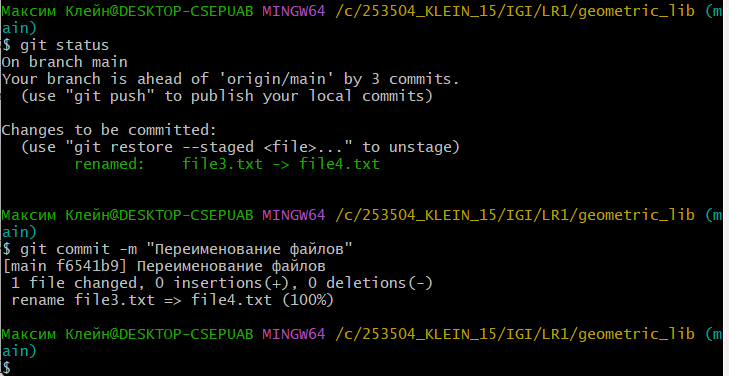 Максим Клейн@DESKTOP-CSEPUAB MINGW64 /c/253504_KLEIN_15/IGI/LR1/geometric_lib (m
ain)
$ git status
On branch main
Your branch is ahead of 'origin/main' by 3 commits.
  (use "git push" to publish your local commits)
Changes to be committed:
  (use "git restore --staged <file>..." to unstage)
        renamed:    file3.txt -> file4.txt
Максим Клейн@DESKTOP-CSEPUAB MINGW64 /c/253504_KLEIN_15/IGI/LR1/geometric_lib (m
ain)
$ git commit -m "Переименование файлов"
[main f6541b9] Переименование файлов
 1 file changed, 0 insertions(+), 0 deletions(-)
 rename file3.txt => file4.txt (100%)
Максим Клейн@DESKTOP-CSEPUAB MINGW64 /c/253504_KLEIN_15/IGI/LR1/geometric_lib (m
ain)
$